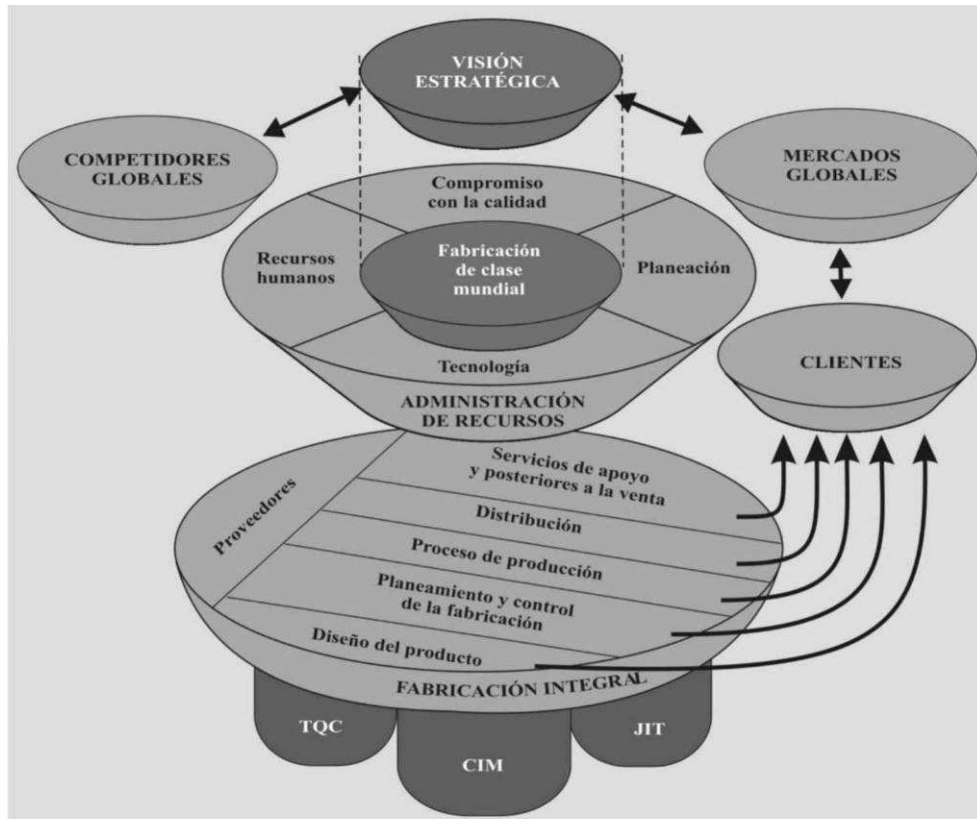 VISIÓN
ESTRATÉGICA
COMPETIDORES
GLOBALES
MERCADOS
GLOBALES
Compromiso
con la calidad
Recursos
humanos
Fabricación
de clase
mundial
Planeación
Tecnología
ADMINISTRACIÓN
DE RECURSOS
CLIENTES
Proveedores
Servicios de apoyo
y posteriores a la venta
Distribución
Proceso de producción
Planeamiento y control
de la fabricación
Diseño del producto
FABRICACIÓN INTEGRAL
TQC
CIM
JIT